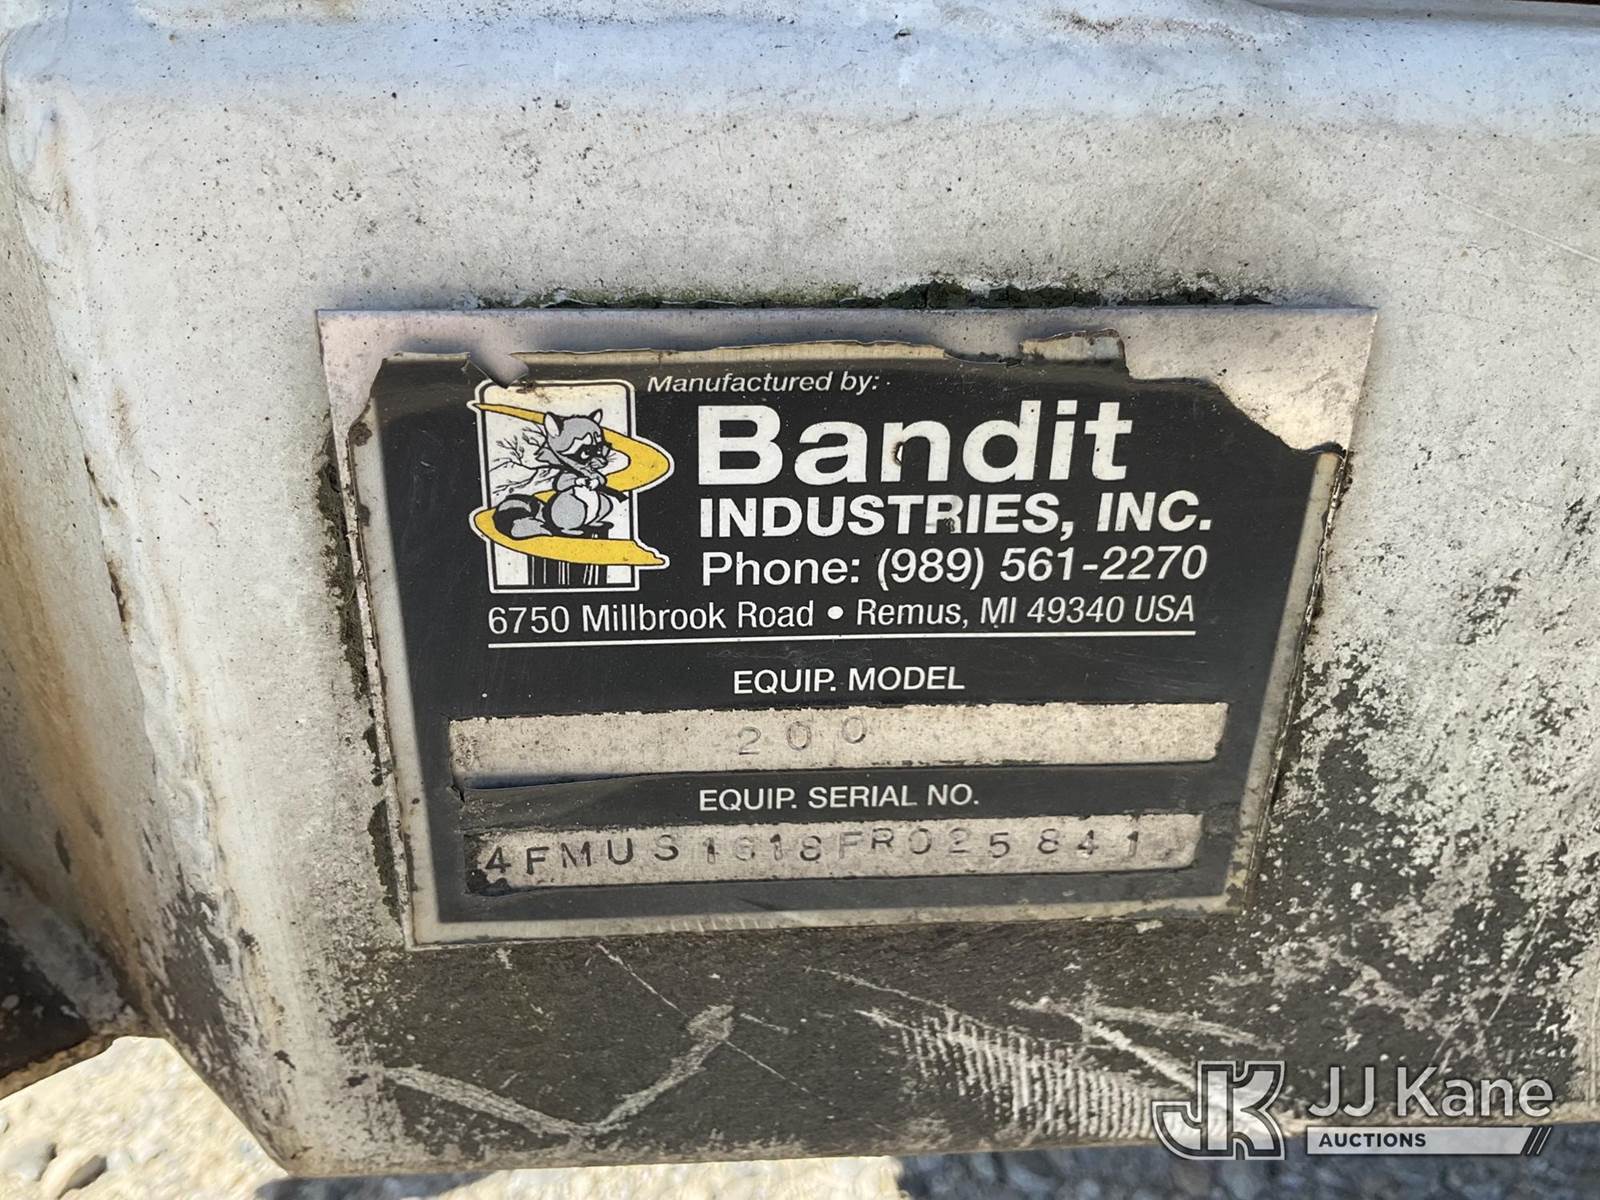 Manufactured by:
Bandit
INDUSTRIES, INC.
Phone: (989) 561-2270
6750 Millbrook Road • Remus, MI 49340 USA
EQUIP. MODEL
200
EQUIP. SERIAL NO.
4FMUS1618FR025841
JK JJ Kane
AUCTIONS